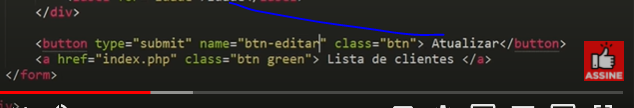 </div>
<button type="submit" name="btn-editar" class="btn"> Atualizar</button>
<a href="index.php" class="btn green"> Lista de clientes </a>
</form>
ASSINE